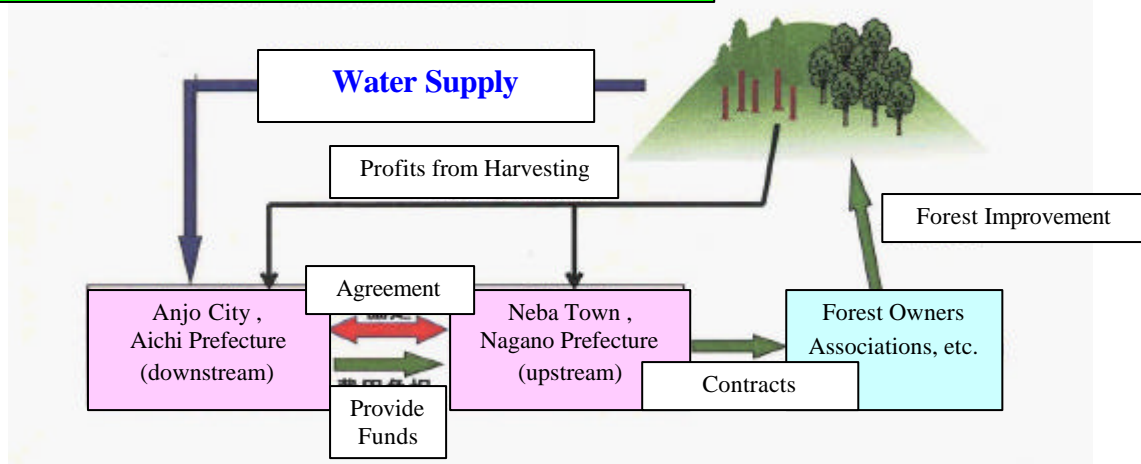 Water Supply
Profits from Harvesting
Forest Improvement
Agreement
Anjo City ,
Aichi Prefecture
(downstream)
Neba Town ,
Nagano Prefecture
(upstream)
Forest Owners
Associations, etc.
Contracts
Provide
Funds